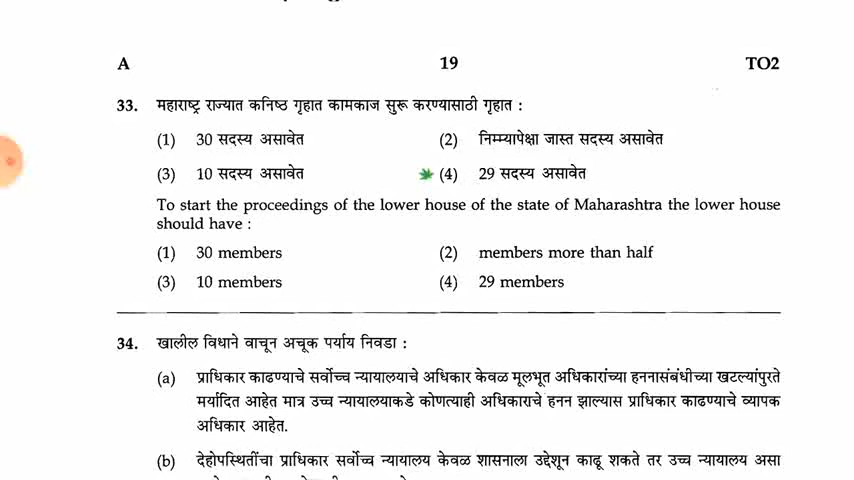 A 19 TO2
33. महाराष्ट्र राज्यात कनिष्ठ गृहात कामकाज सुरू करण्यासाठी गृहात :
(1) 30 सदस्य असावेत (2) निम्म्यापेक्षा जास्त सदस्य असावेत
(3) 10 सदस्य असावेत (4) 29 सदस्य असावेत
To start the proceedings of the lower house of the state of Maharashtra the lower house
should have :
(1) 30 members (2) members more than half
(3) 10 members (4) 29 members
34. खालील विधाने वाचून अचूक पर्याय निवडा :
(a) प्राधिकार काढण्याचे सर्वोच्च न्यायालयाचे अधिकार केवळ मूलभूत अधिकारांच्या हननासंबंधीच्या खटल्यांपुरते
मर्यादित आहेत मात्र उच्च न्यायालयाकडे कोणत्याही अधिकाराचे हनन झाल्यास प्राधिकार काढण्याचे व्यापक
अधिकार आहेत.
(b) देहोपस्थितीचा प्राधिकार सर्वोच्च न्यायालय केवळ शासनाला उद्देशून काढू शकते तर उच्च न्यायालय असा